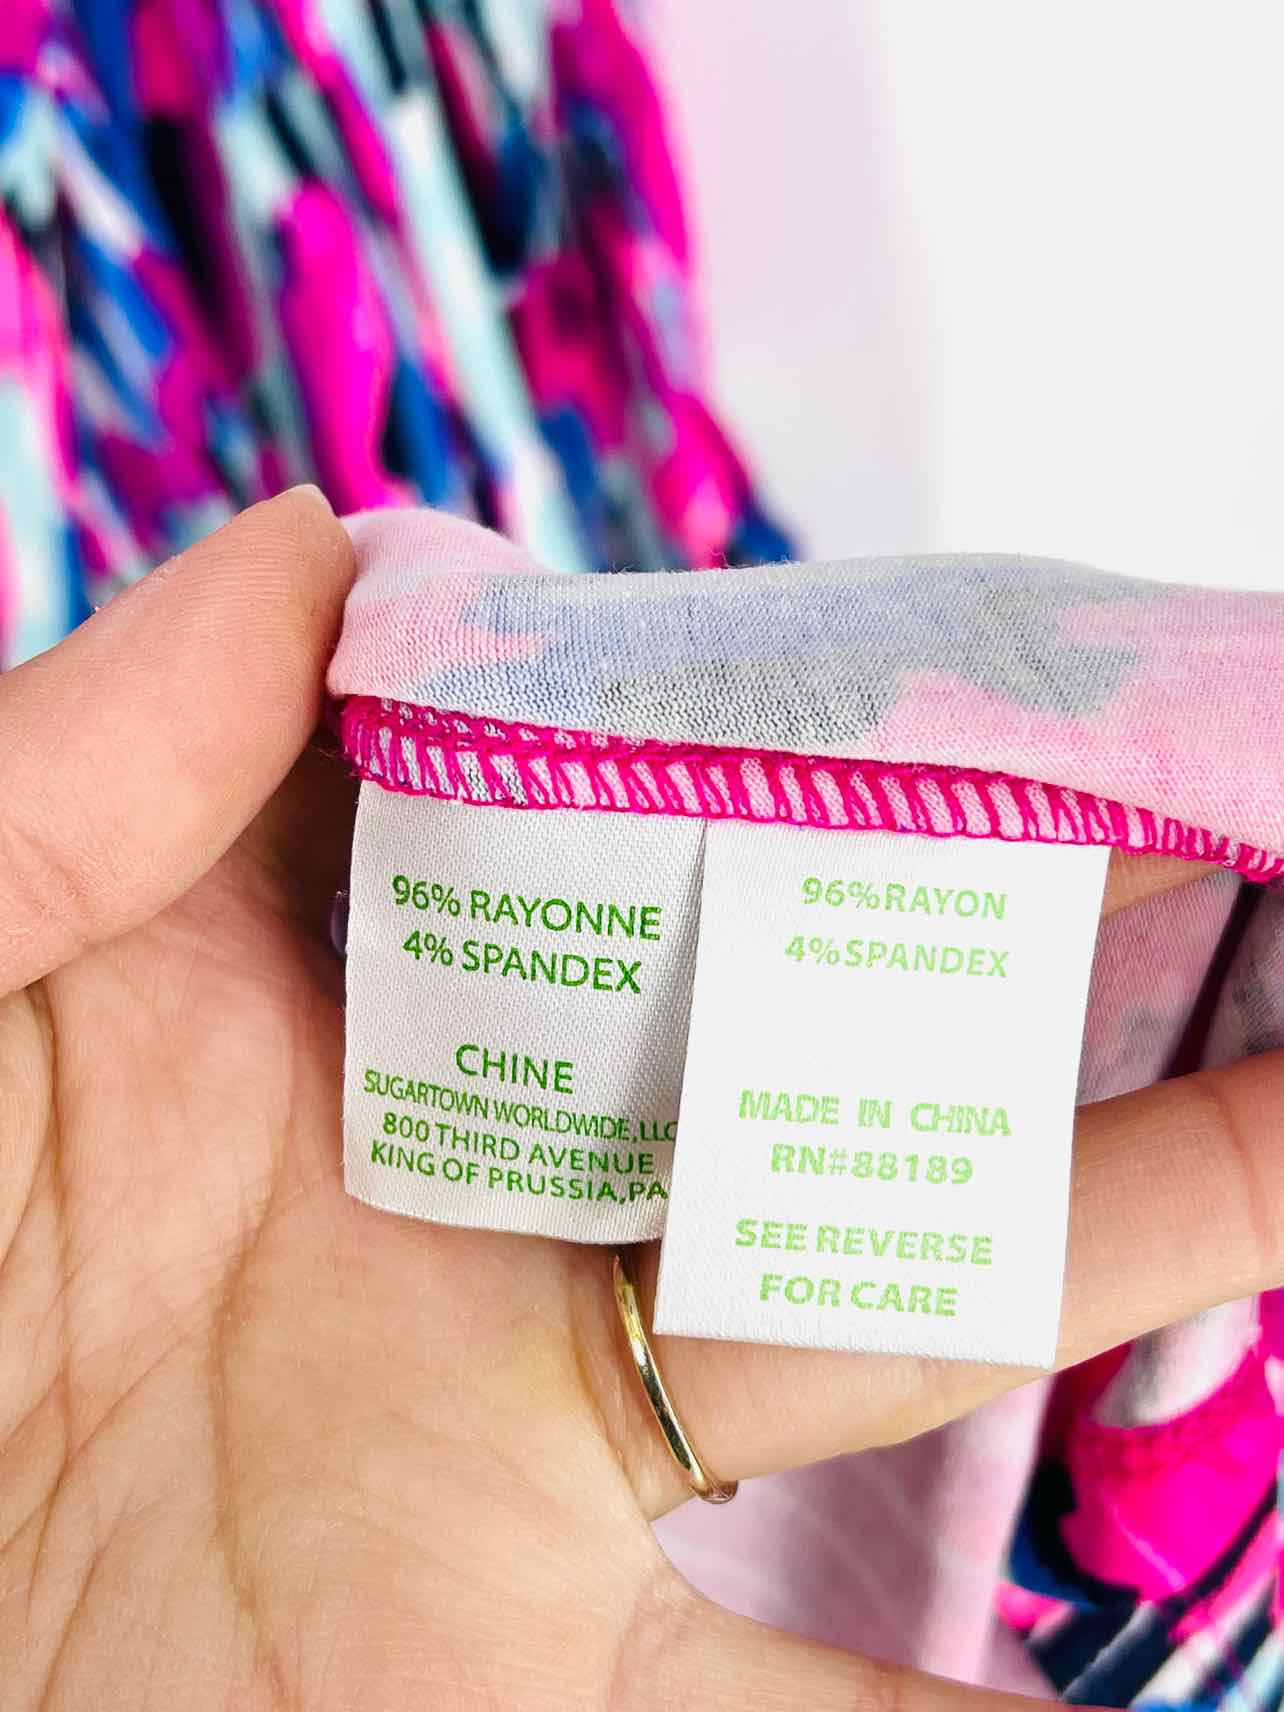 96% RAYONNE
4% SPANDEX
CHINE
SUGARTOWN WORLDWIDE, LLC
800 THIRD AVENUE
KING OF PRUSSIA, PA
96% RAYON
4% SPANDEX
MADE IN CHINA
RN#88189
SEE REVERSE
FOR CARE